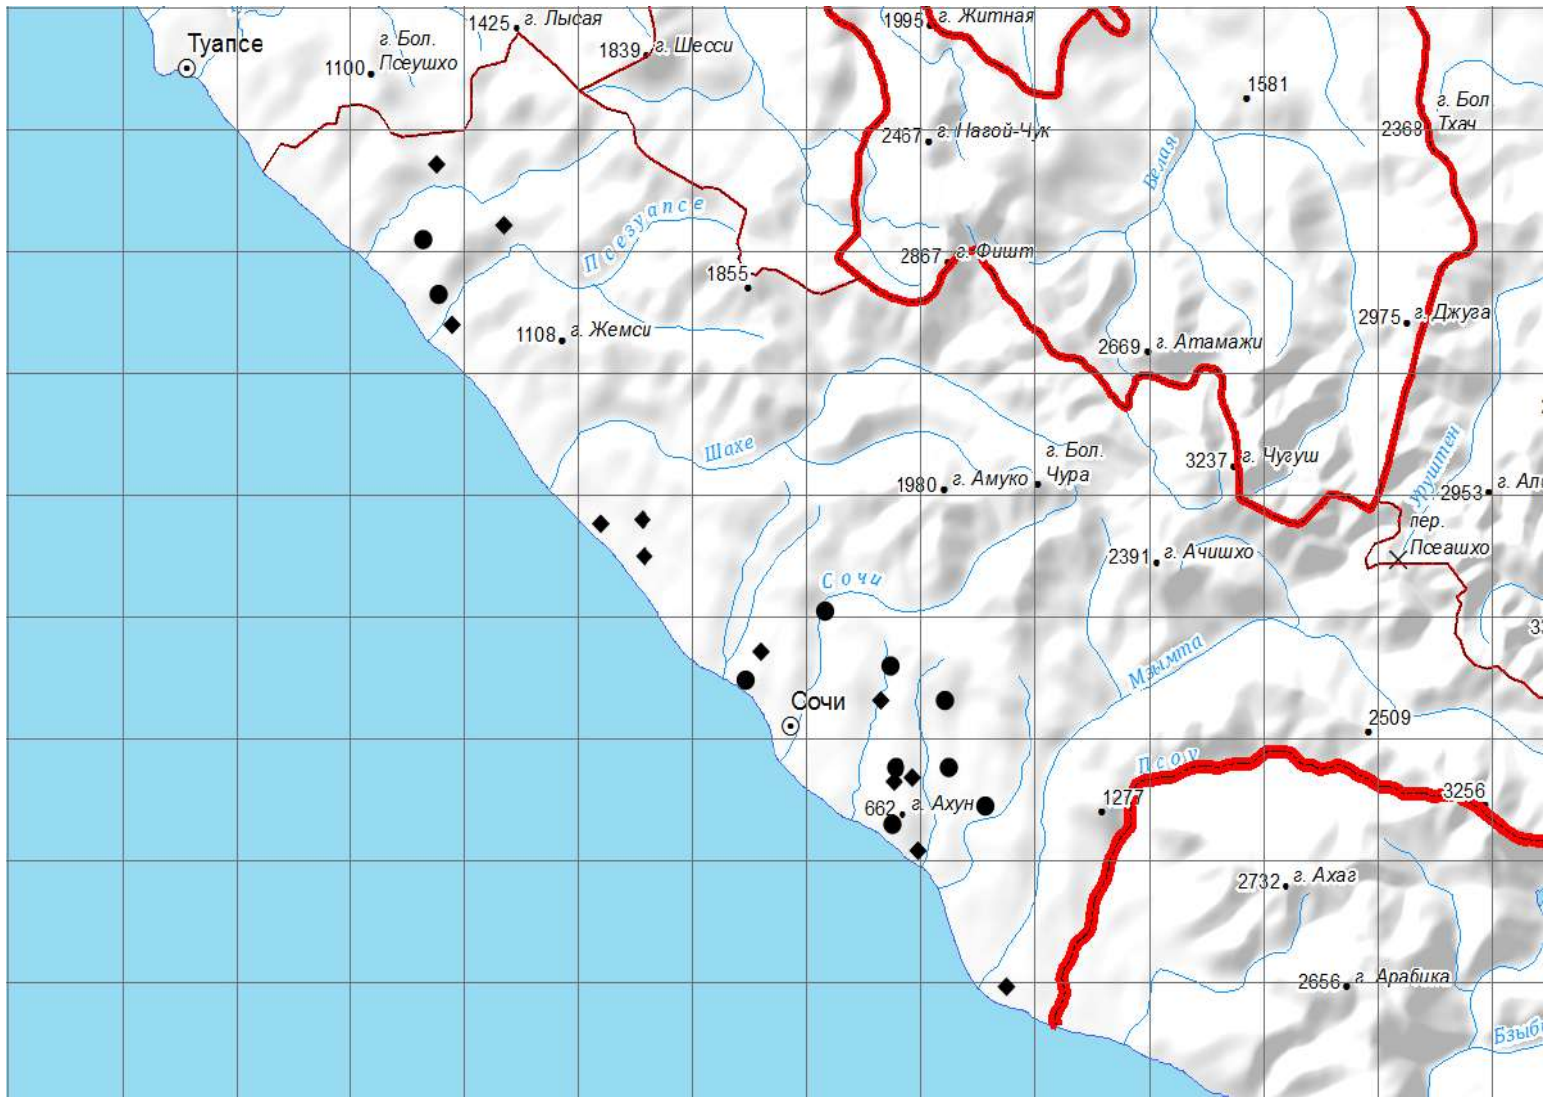 1425 г. Лысая
1995 г. Житная
Туапсе
г. Бол.
1100 Псеушхо
1839 г. Шесси
1581
г. Бол.
2368 Тхач
2467 г. Нагой-Чук
Белая
Псезуапсе
2867 г. Фишт
1855
1108 г. Жемси
2669 г. Атамажи
2975 г. Джуга
Шахе
1980 г. Амуко
г. Бол.
Чура
3237 г. Чугуш
Уруштен
2953
пер.
Псеашхо
2391 г. Ачишхо
Сочи
Мзымта
Сочи
2509
Псоу
662 г. Ахун
1277
3256
2732 г. Ахаг
2656 г. Арабика